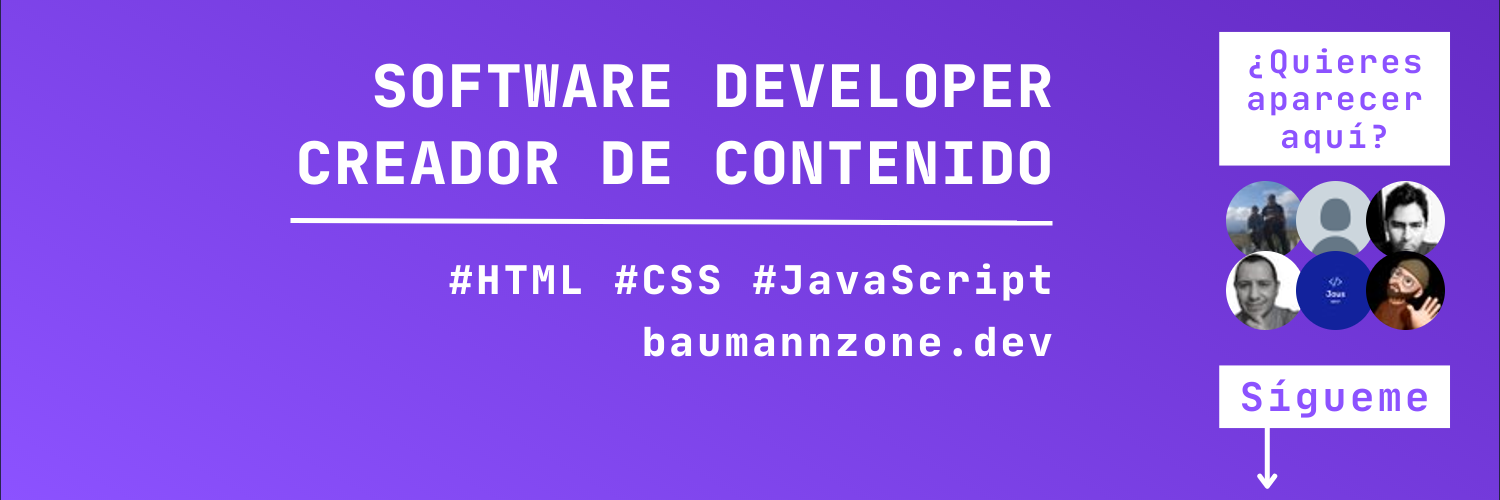 SOFTWARE DEVELOPER
CREADOR DE CONTENIDO
#HTML #CSS #JavaScript
baumannzone.dev
¿Quieres
aparecer
aquí?
</>
Sígueme